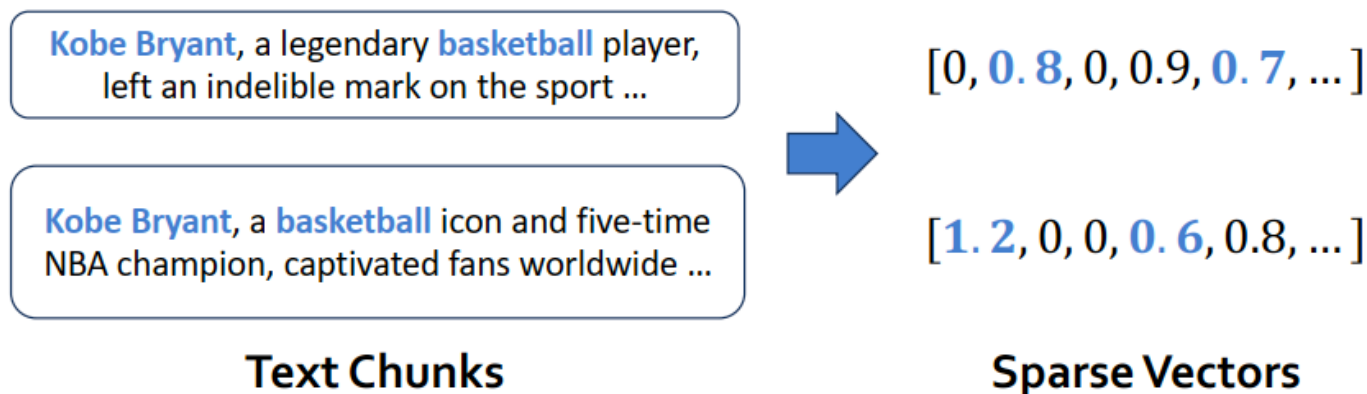 Kobe Bryant, a legendary basketball player,
left an indelible mark on the sport ...
[0, 0.8, 0, 0.9, 0.7, ...]
Kobe Bryant, a basketball icon and five-time
NBA champion, captivated fans worldwide ...
[1.2, 0, 0, 0.6, 0.8, ...]
Text Chunks
Sparse Vectors